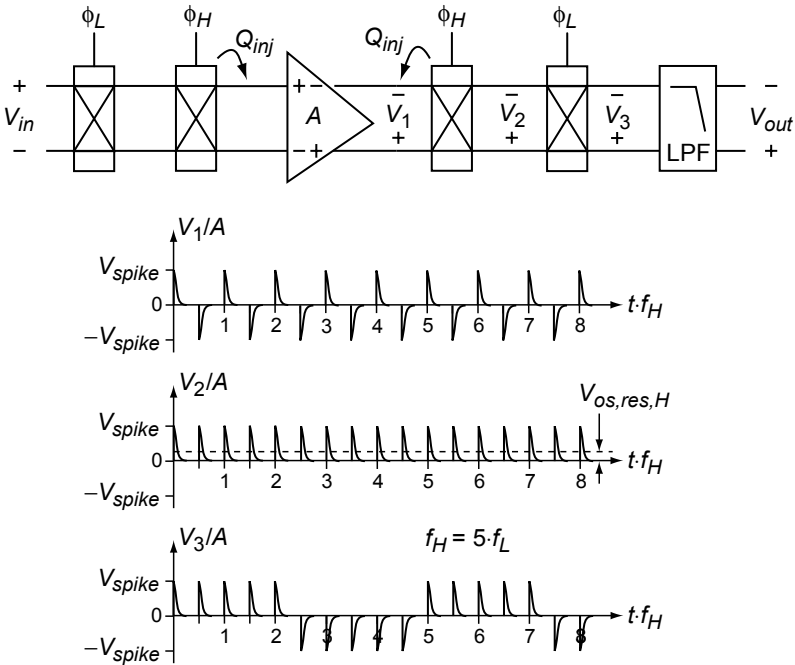 ϕL ϕH ϕH ϕL
Qinj Qinj
+ + − − −
Vin A V1 V2 V3 Vout
− − + + + + +
LPF
V1/A
Vspike
0
−Vspike
1 2 3 4 5 6 7 8
t·fH
V2/A
Vos,res,H
Vspike
0
−Vspike
1 2 3 4 5 6 7 8
t·fH
V3/A
fH = 5·fL
Vspike
0
−Vspike
1 2 3 4 5 6 7 8
t·fH